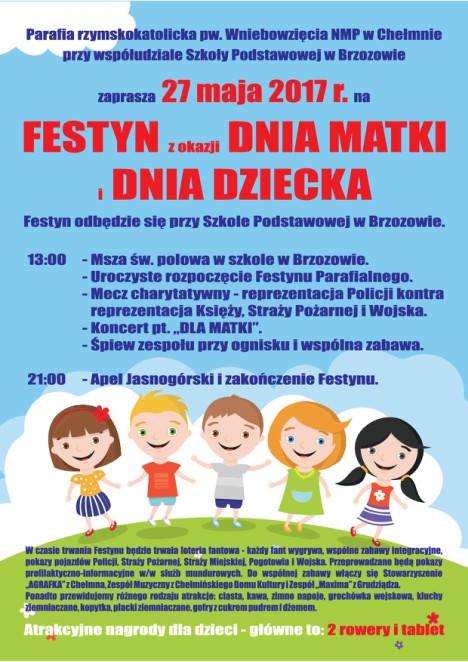 Parafia rzymskokatolicka pw. Wniebowzięcia NMP w Chełmnie
przy współudziale Szkoły Podstawowej w Brzozowie
zaprasza 27 maja 2017 r. na
FESTYN z okazji DNIA MATKI
i DNIA DZIECKA
Festyn odbędzie się przy Szkole Podstawowej w Brzozowie.
13:00 - Msza św. polowa w szkole w Brzozowie.
- Uroczyste rozpoczęcie Festynu Parafialnego.
- Mecz charytatywny - reprezentacja Policji kontra
reprezentacja Księży, Straży Pożarnej i Wojska.
- Koncert pt. „DLA MATKI”.
- Śpiew zespołu przy ognisku i wspólna zabawa.
21:00 - Apel Jasnogórski i zakończenie Festynu.
W czasie trwania Festynu będzie trwała loteria fantowa - każdy fant wygrywa, wspólne zabawy integracyjne,
pokazy pojazdów Policji, Straży Pożarnej, Straży Miejskiej, Pogotowia i Wojska. Przeprowadzane będą pokazy
profilaktyczno-informacyjne w/w służb mundurowych. Do wspólnej zabawy włączy się Stowarzyszenie
„AGRAFKA” z Chełmna, Zespół Muzyczny z Chełmińskiego Domu Kultury i Zespół „Maxima” z Grudziądza.
Ponadto przewidujemy różnego rodzaju atrakcje: ciasta, kawa, zimne napoje, grochówka wojskowa, kluchy
ziemniaczane, kopytka, placki ziemniaczane, gofry z cukrem pudrem i dżemem.
Atrakcyjne nagrody dla dzieci - główne to: 2 rowery i tablet